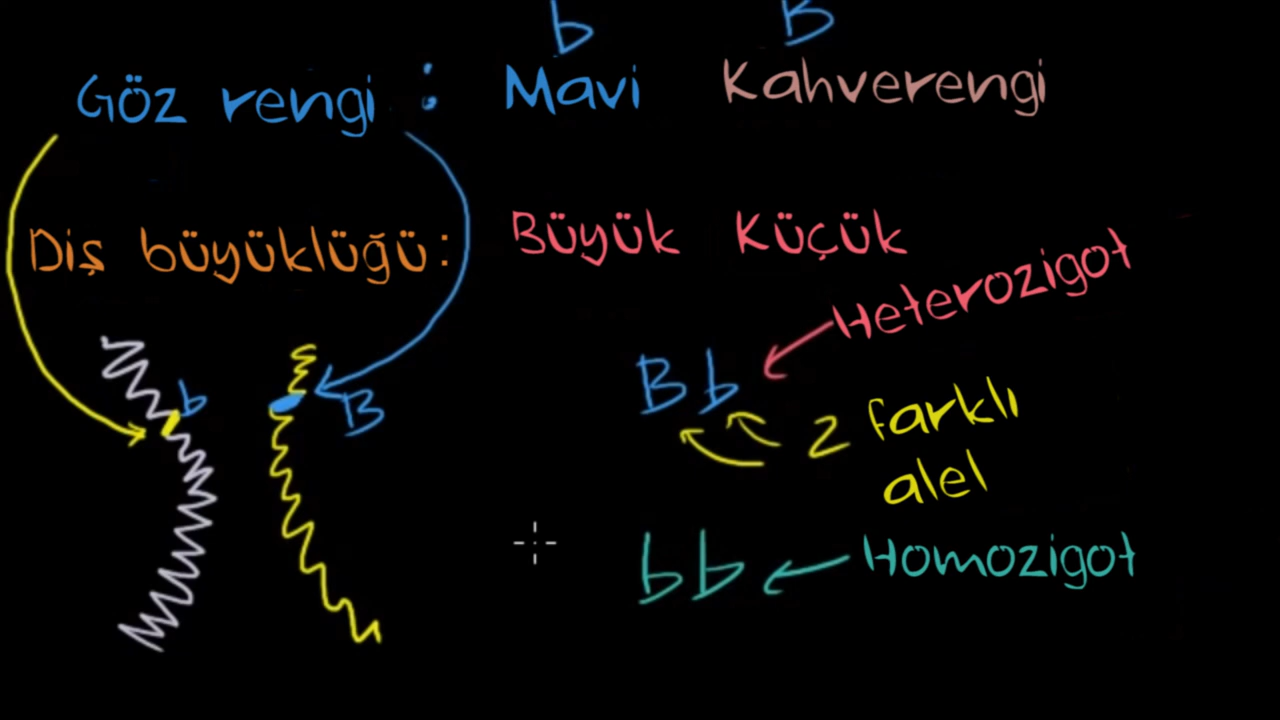 b B
Göz rengi : Mavi Kahverengi
Diş büyüklüğü: Büyük Küçük
Heterozigot
Bb
b B
2 farklı
alel
bb Homozigot